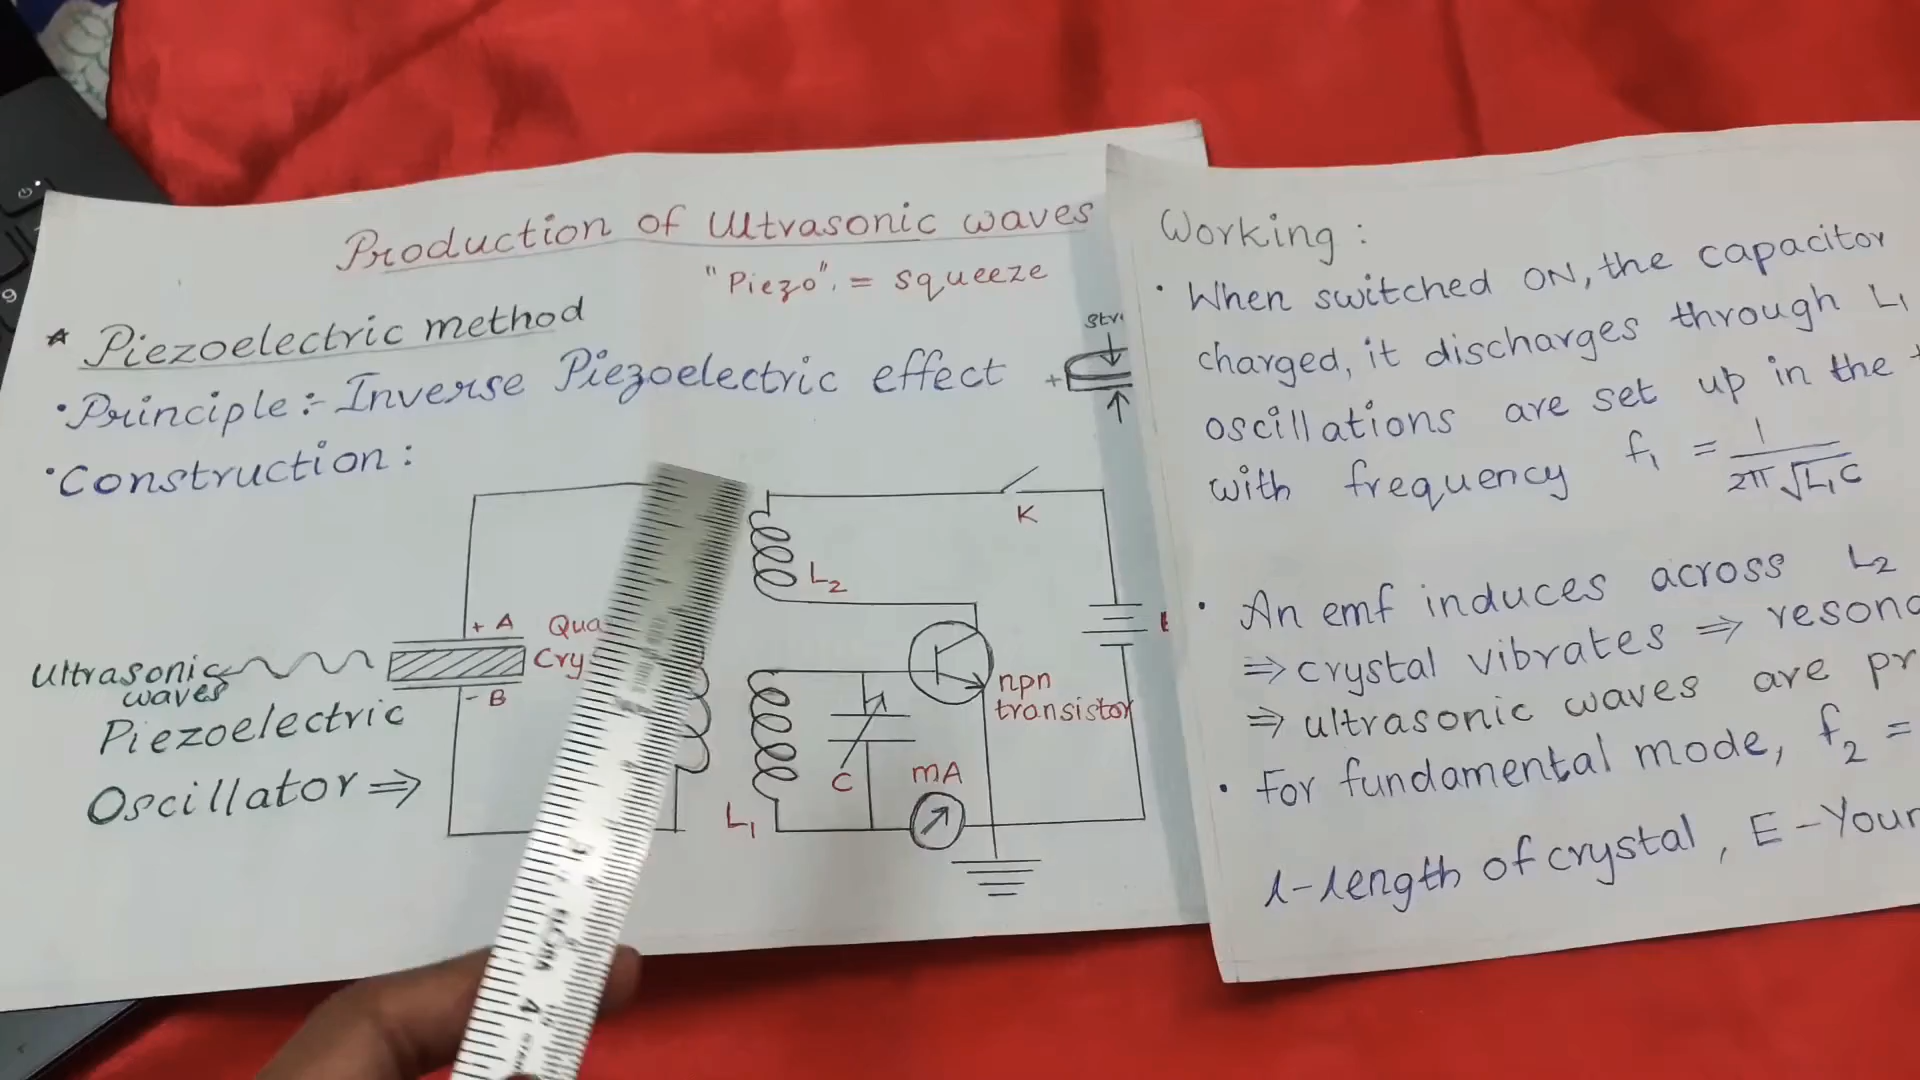 Production of Ultrasonic waves
"Piezo". = squeeze
* Piezoelectric method
• Principle :- Inverse Piezoelectric effect
• Construction :
+
K
L2
+ A
- B
Ultrasonic
waves
Piezoelectric
Oscillator ⇒
npn
transistor
C
mA
L1
Working :
• When switched ON, the capacitor
charged, it discharges through L1
oscillations are set up in the
with frequency f1 = 1/2π√L1C
• An emf induces across L2
⇒ crystal vibrates ⇒
⇒ ultrasonic waves are
• For fundamental mode, f2 =
l - length of crystal, E -
9
4